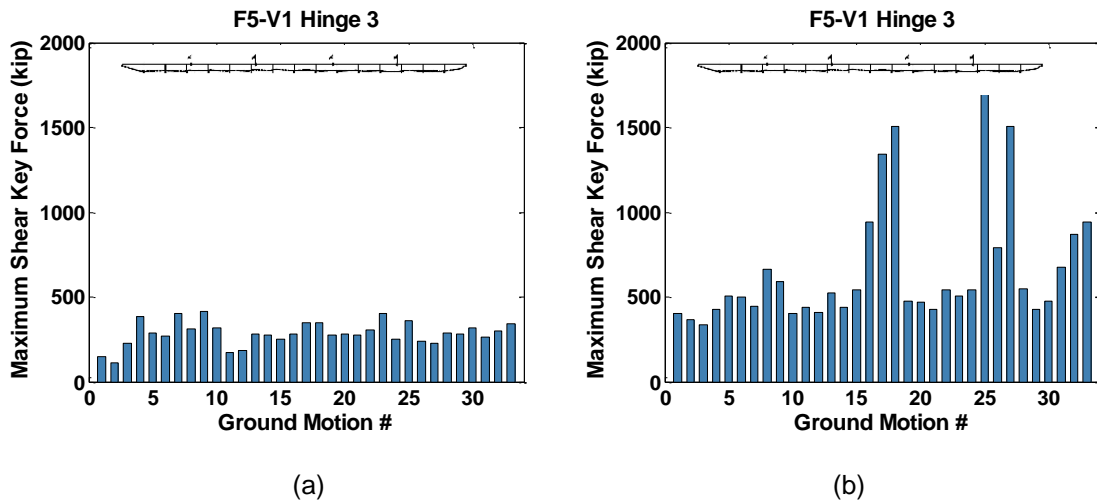 F5-V1 Hinge 3
2000
1500
1000
500
0
Maximum Shear Key Force (kip)
0 5 10 15 20 25 30
Ground Motion #
(a)
F5-V1 Hinge 3
2000
1500
1000
500
0
Maximum Shear Key Force (kip)
0 5 10 15 20 25 30
Ground Motion #
(b)